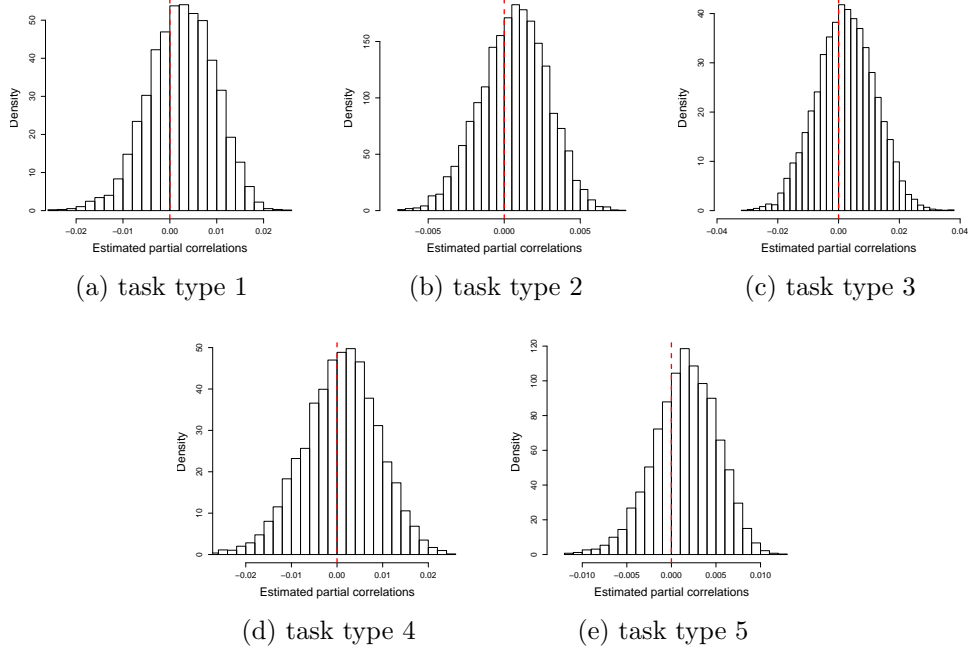 Density
0 10 20 30 40 50
−0.02 −0.01 0.00 0.01 0.02
Estimated partial correlations
(a) task type 1
Density
0 50 100 150
−0.005 0.000 0.005
Estimated partial correlations
(b) task type 2
Density
0 10 20 30 40
−0.04 −0.02 0.00 0.02 0.04
Estimated partial correlations
(c) task type 3
Density
0 10 20 30 40 50
−0.02 −0.01 0.00 0.01 0.02
Estimated partial correlations
(d) task type 4
Density
0 20 40 60 80 100 120
−0.010 −0.005 0.000 0.005 0.010
Estimated partial correlations
(e) task type 5